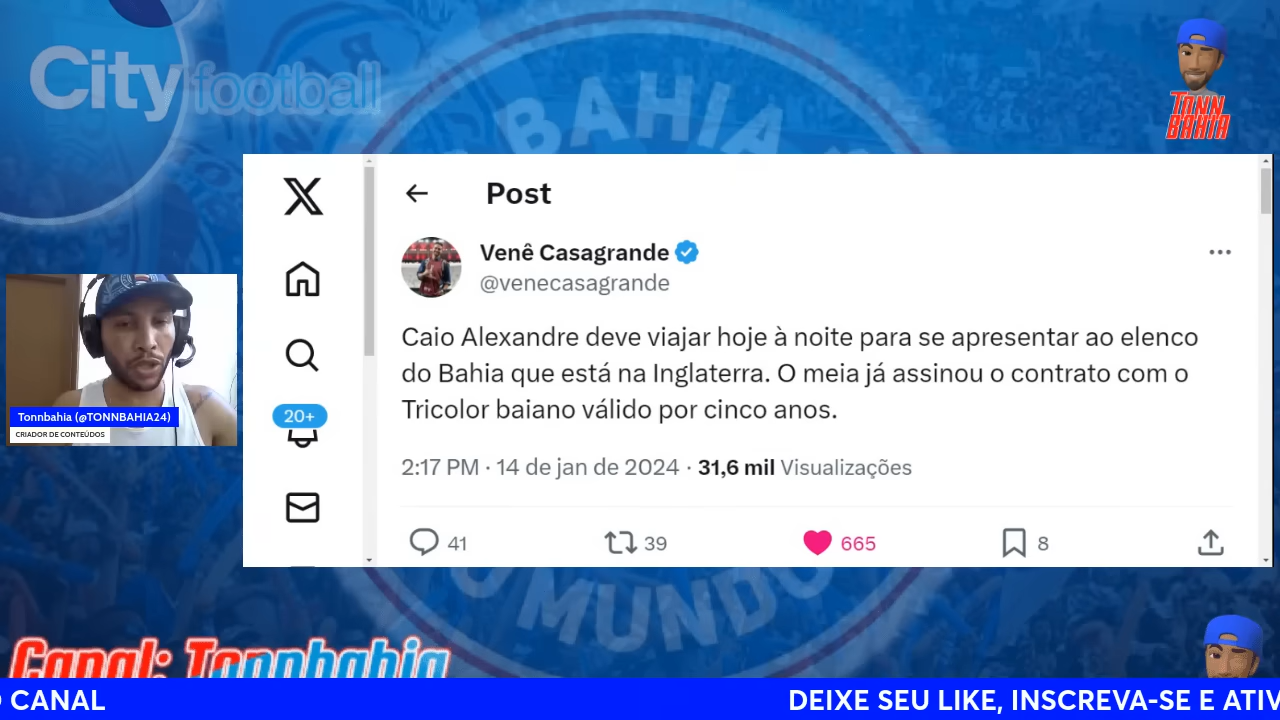 City football
BAHIA
TONN
BAHIA
Post
Venê Casagrande
@venecasagrande
Caio Alexandre deve viajar hoje à noite para se apresentar ao elenco
do Bahia que está na Inglaterra. O meia já assinou o contrato com o
Tricolor baiano válido por cinco anos.
2:17 PM · 14 de jan de 2024 · 31,6 mil Visualizações
41 39 665 8
20+
Tonnbahia (@TONNBAHIA24)
CRIADOR DE CONTEÚDOS
MUNDO
Canal: Tonnbahia
CANAL
DEIXE SEU LIKE, INSCREVA-SE E ATIV